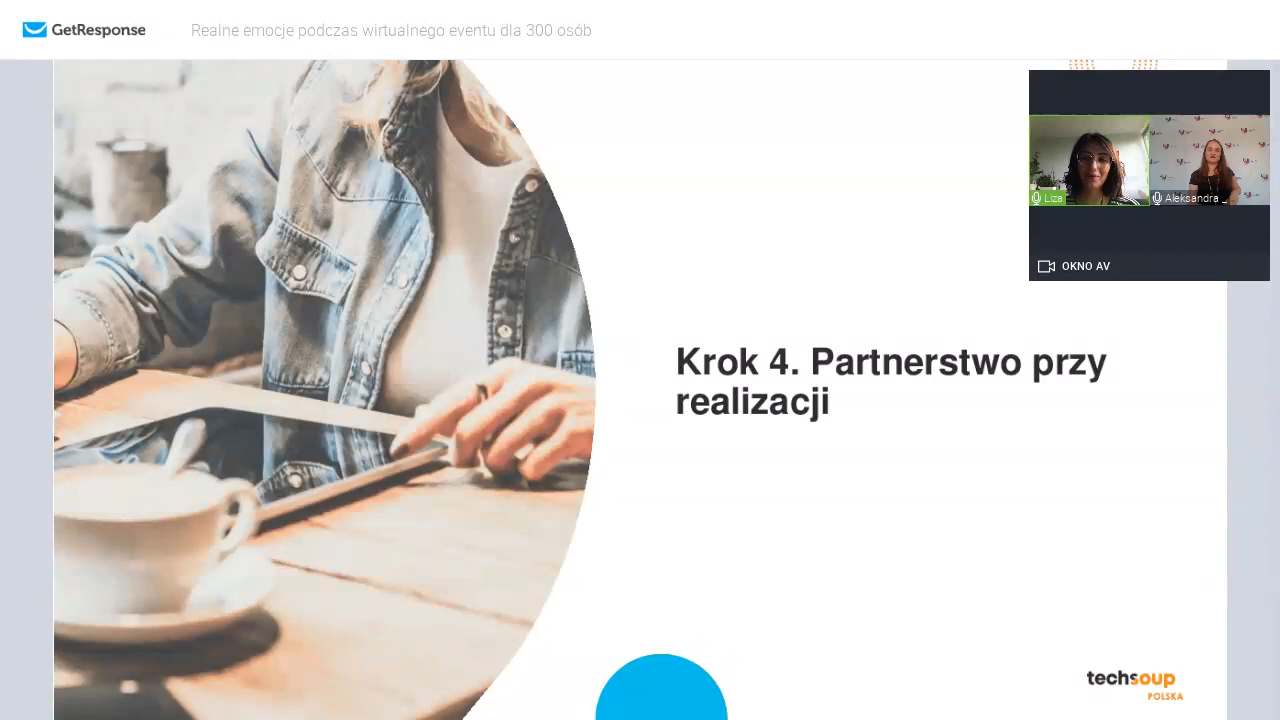 GetResponse
Realne emocje podczas wirtualnego eventu dla 300 osób
Liza
Aleksandra _
OKNO AV
Krok 4. Partnerstwo przy
realizacji
techsoup
POLSKA